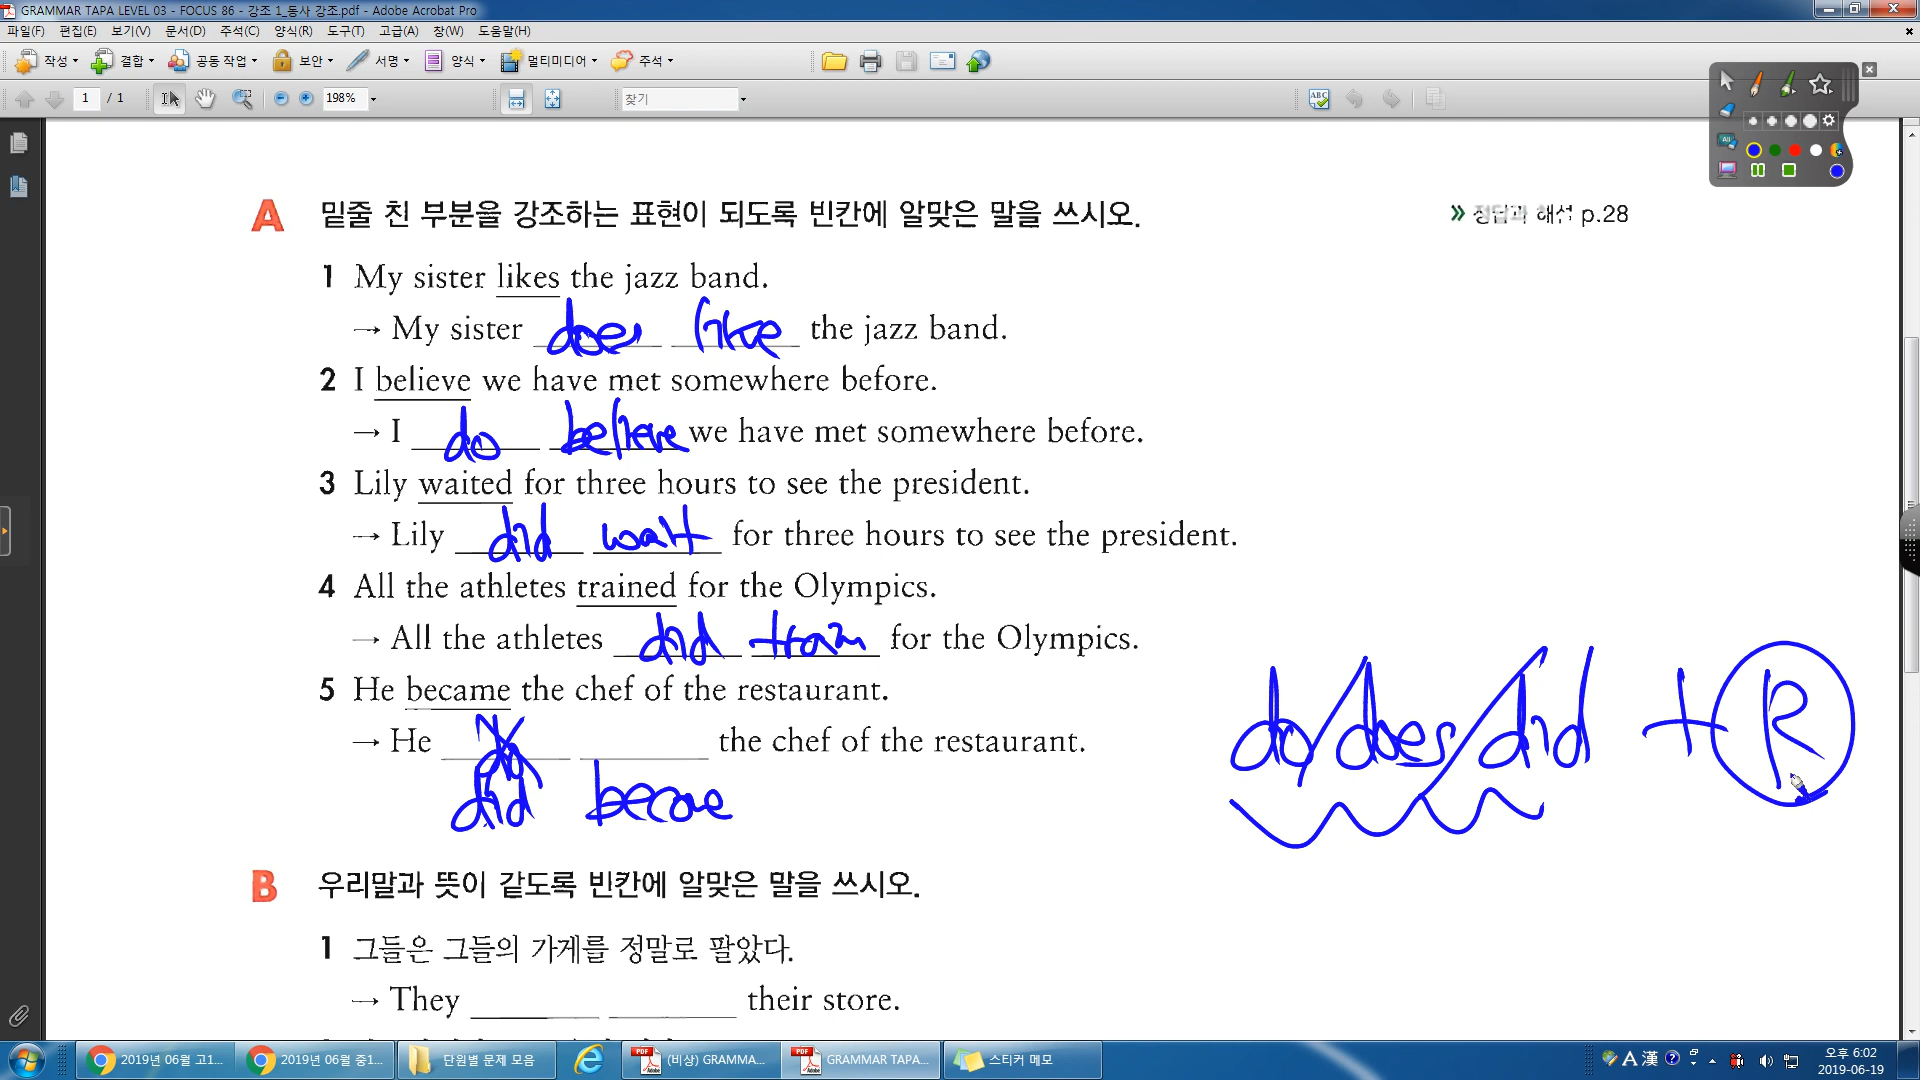 GRAMMAR TAPA LEVEL 03 - FOCUS 86 - 강조 1_동사 강조.pdf - Adobe Acrobat Pro
파일(F) 편집(E) 보기(V) 문서(D) 주석(C) 양식(R) 도구(T) 고급(A) 창(W) 도움말(H)
작성 결합 공동 작업 보안 서명 양식 멀티미디어 주석
1 / 1 198% 찾기
A 밑줄 친 부분을 강조하는 표현이 되도록 빈칸에 알맞은 말을 쓰시오. » 정답과 해설 p.28
1 My sister likes the jazz band.
→ My sister does like the jazz band.
2 I believe we have met somewhere before.
→ I do believe we have met somewhere before.
3 Lily waited for three hours to see the president.
→ Lily did wait for three hours to see the president.
4 All the athletes trained for the Olympics.
→ All the athletes did train for the Olympics.
5 He became the chef of the restaurant.
→ He do the chef of the restaurant.
did become
do/does/did + R
B 우리말과 뜻이 같도록 빈칸에 알맞은 말을 쓰시오.
1 그들은 그들의 가게를 정말로 팔았다.
→ They their store.
2019년 06월 고1... 2019년 06월 중1... 단원별 문제 모음 (비상) GRAMMA... GRAMMAR TAPA... 스티커 메모
A 漢 오후 6:02
2019-06-19